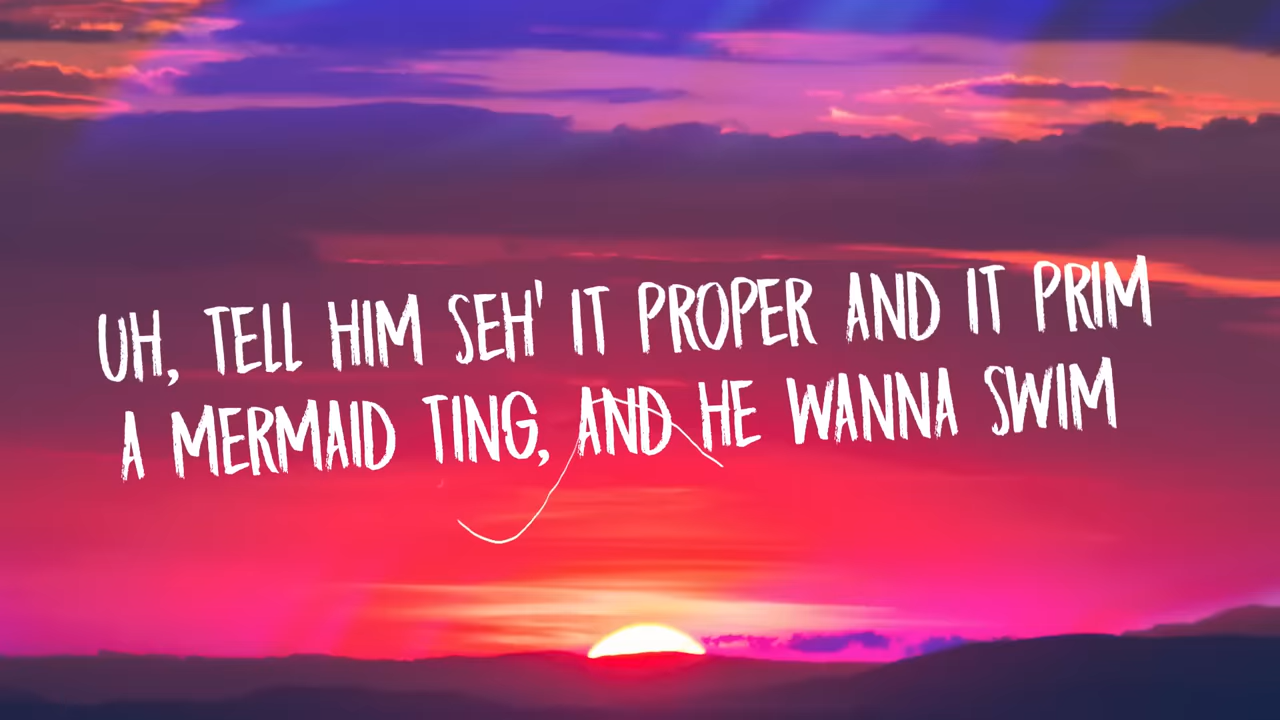 UH, TELL HIM SEH' IT PROPER AND IT PRIM
A MERMAID TING, AND HE WANNA SWIM